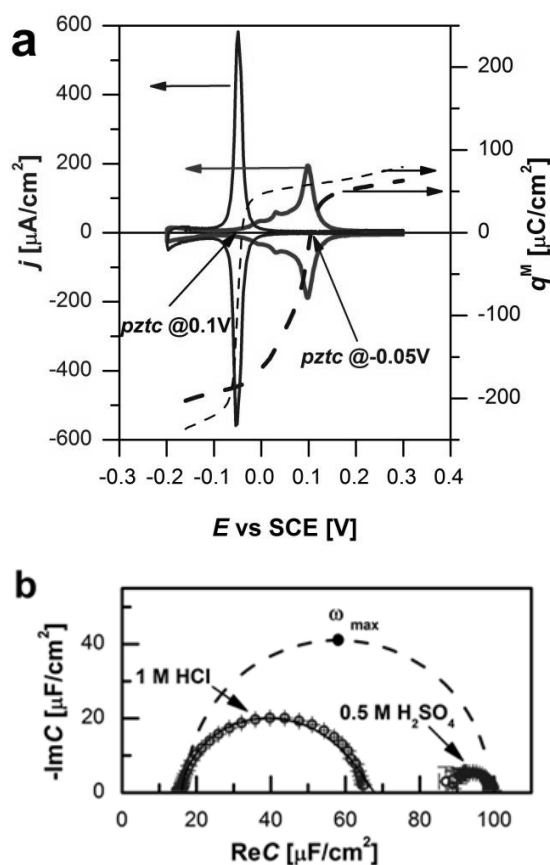 a
600
400
200
0
-200
-400
-600
200
100
0
-100
-200
j [μA/cm²]
qᴹ [μC/cm²]
pztc @0.1V
pztc @-0.05V
-0.3 -0.2 -0.1 0.0 0.1 0.2 0.3 0.4
E vs SCE [V]
b
ω max
40
20
0
1 M HCl
0.5 M H₂SO₄
-ImC [μF/cm²]
0 20 40 60 80 100
ReC [μF/cm²]